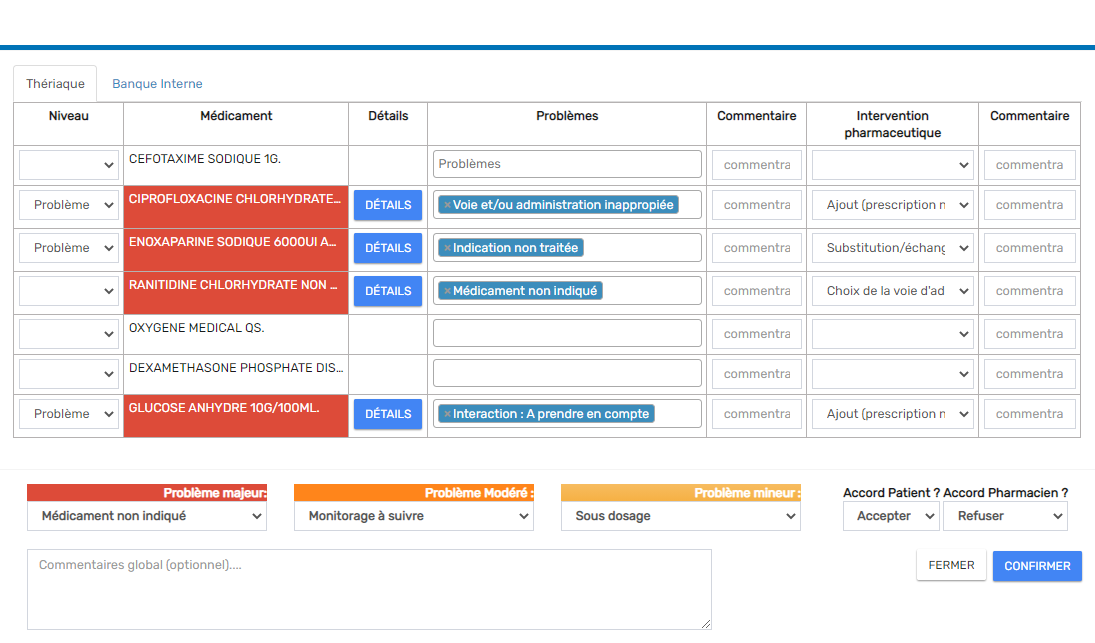 Thériaque Banque Interne
Niveau Médicament Détails Problèmes Commentaire Intervention pharmaceutique Commentaire
CEFOTAXIME SODIQUE 1G. Problèmes commentra commentra
Problème CIPROFLOXACINE CHLORHYDRATE... DÉTAILS ×Voie et/ou administration inappropiée commentra Ajout (prescription n commentra
Problème ENOXAPARINE SODIQUE 6000UI A... DÉTAILS ×Indication non traitée commentra Substitution/échang commentra
RANITIDINE CHLORHYDRATE NON ... DÉTAILS ×Médicament non indiqué commentra Choix de la voie d'ad commentra
OXYGENE MEDICAL QS. commentra commentra
DEXAMETHASONE PHOSPHATE DIS... commentra commentra
Problème GLUCOSE ANHYDRE 10G/100ML. DÉTAILS ×Interaction : A prendre en compte commentra Ajout (prescription n commentra
Problème majeur: Problème Modéré : Problème mineur : Accord Patient ? Accord Pharmacien ?
Médicament non indiqué Monitorage à suivre Sous dosage Accepter Refuser
Commentaires global (optionnel).... FERMER CONFIRMER